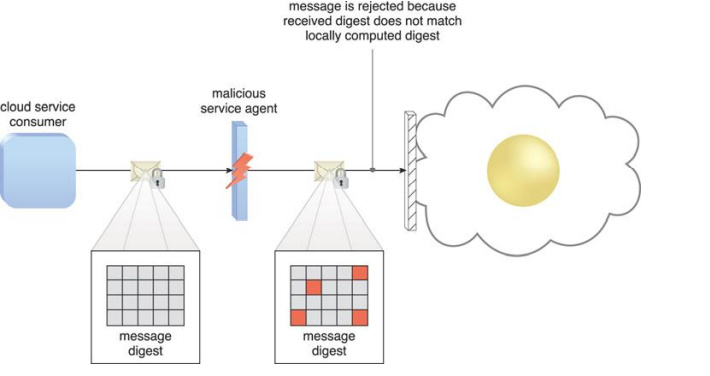 message is rejected because
received digest does not match
locally computed digest
malicious
service agent
cloud service
consumer
message
digest
message
digest